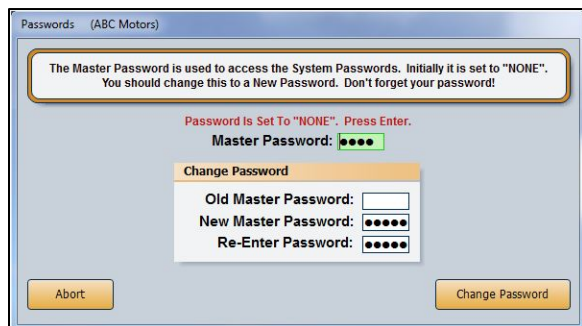 Passwords (ABC Motors)
The Master Password is used to access the System Passwords. Initially it is set to "NONE".
You should change this to a New Password. Don't forget your password!
Password Is Set To "NONE". Press Enter.
Master Password: ●●●●
Change Password
Old Master Password:
New Master Password: ●●●●●
Re-Enter Password: ●●●●●
Abort
Change Password